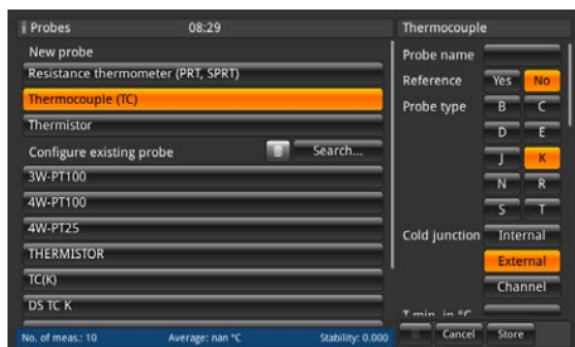 Probes 08:29
New probe
Resistance thermometer (PRT, SPRT)
Thermocouple (TC)
Thermistor
Configure existing probe Search...
3W-PT100
4W-PT100
4W-PT25
THERMISTOR
TC(K)
DS TC K
No. of meas.: 10 Average: nan °C Stability: 0.000
Thermocouple
Probe name
Reference Yes No
Probe type B C
D E
J K
N R
S T
Cold junction Internal
External
Channel
T min. in °C
Cancel Store